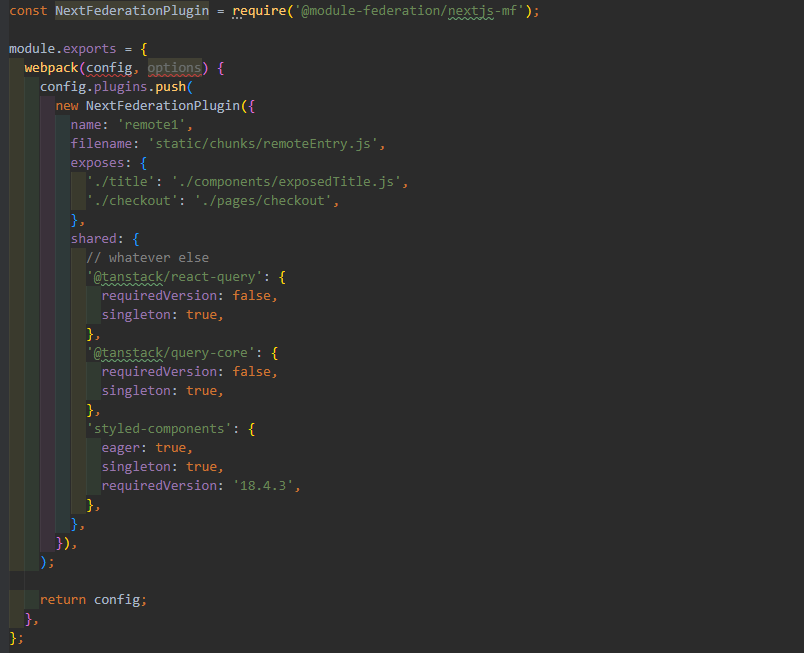 const NextFederationPlugin = require('@module-federation/nextjs-mf');
module.exports = {
webpack(config, options) {
config.plugins.push(
new NextFederationPlugin({
name: 'remote1',
filename: 'static/chunks/remoteEntry.js',
exposes: {
'./title': './components/exposedTitle.js',
'./checkout': './pages/checkout',
},
shared: {
// whatever else
'@tanstack/react-query': {
requiredVersion: false,
singleton: true,
},
'@tanstack/query-core': {
requiredVersion: false,
singleton: true,
},
'styled-components': {
eager: true,
singleton: true,
requiredVersion: '18.4.3',
},
},
}),
);
return config;
},
};